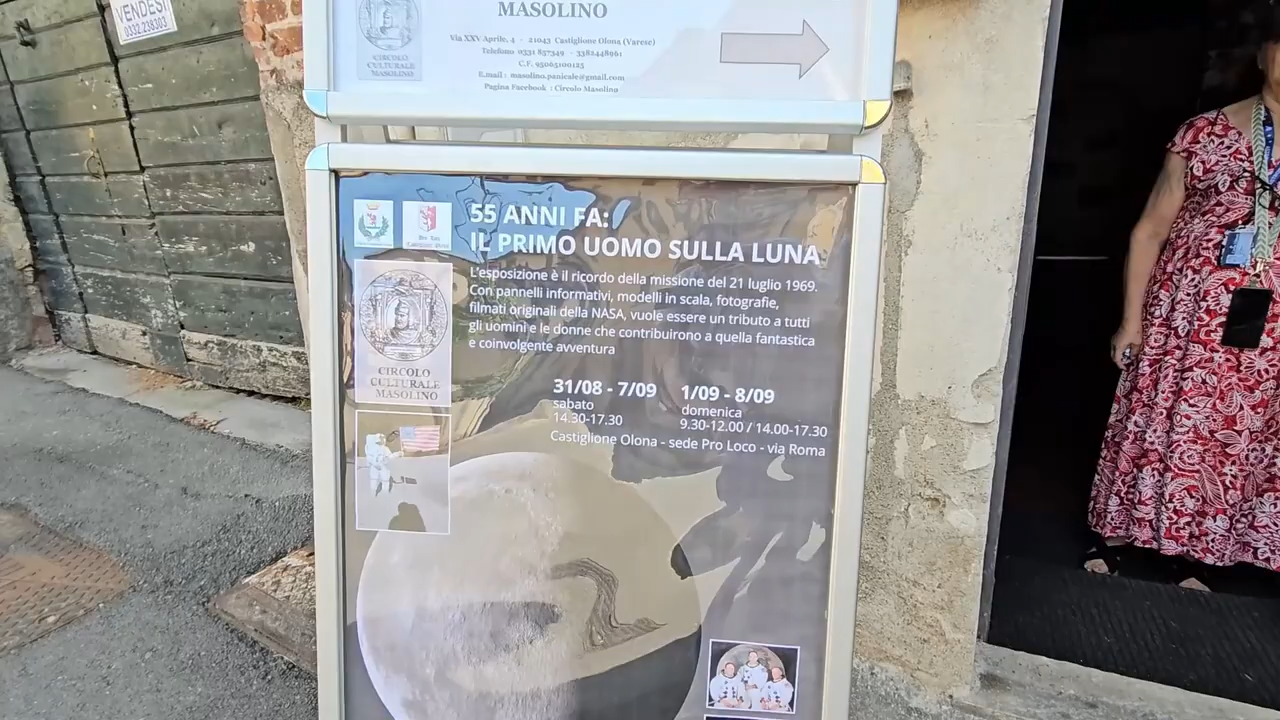 VENDESI
0332.238303
MASOLINO
Via XXV Aprile, 4 - 21043 Castiglione Olona (Varese)
Telefono 0331 857349 - 3382448961
C.F. 95065100125
E.mail : masolino.panicale@gmail.com
Pagina Facebook : Circolo Masolino
CIRCOLO
CULTURALE
MASOLINO
55 ANNI FA:
IL PRIMO UOMO SULLA LUNA
L'esposizione è il ricordo della missione del 21 luglio 1969.
Con pannelli informativi, modelli in scala, fotografie,
filmati originali della NASA, vuole essere un tributo a tutti
gli uomini e le donne che contribuirono a quella fantastica
e coinvolgente avventura
CIRCOLO
CULTURALE
MASOLINO
31/08 - 7/09
sabato
14.30-17.30
1/09 - 8/09
domenica
9.30-12.00 / 14.00-17.30
Castiglione Olona - sede Pro Loco - via Roma